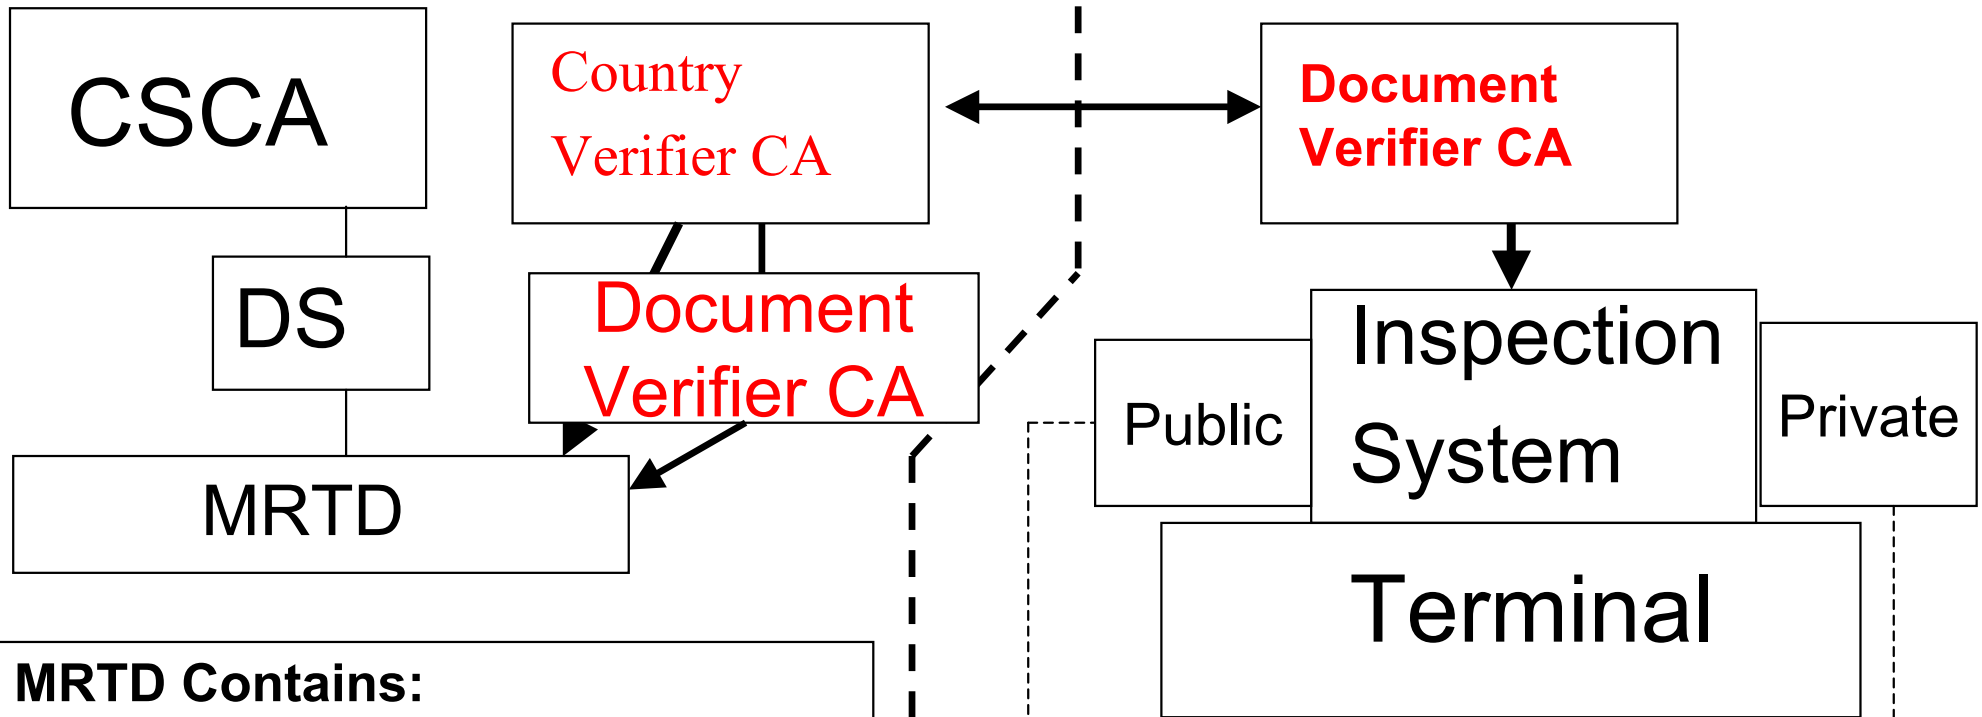 CSCA
Country
Verifier CA
Document
Verifier CA
DS
Document
Verifier CA
Inspection
System
Public
Private
MRTD
Terminal
MRTD Contains: